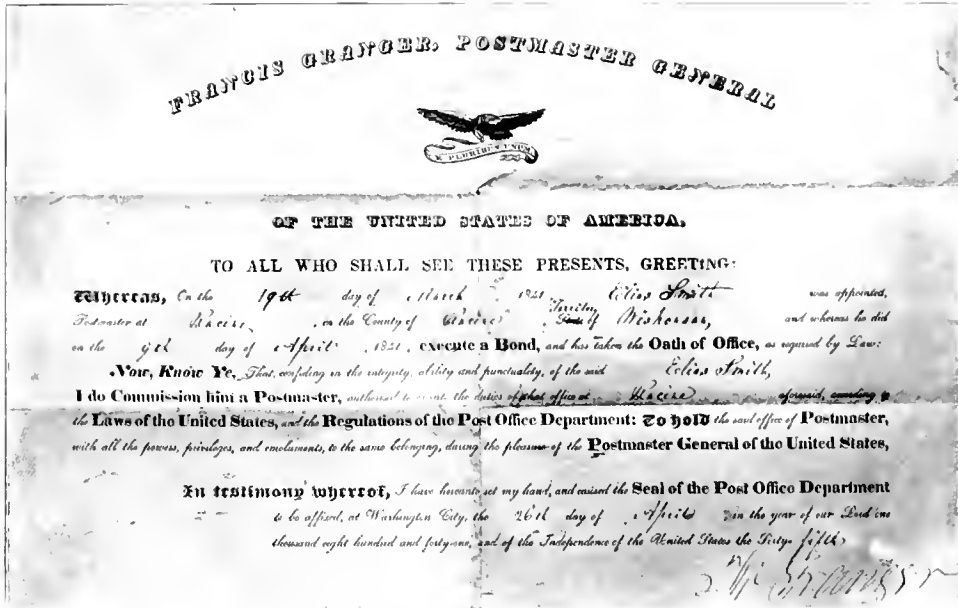 FRANCIS GRANGER, POSTMASTER GENERAL
E PLURIBUS UNUM
OF THE UNITED STATES OF AMERICA.
TO ALL WHO SHALL SEE THESE PRESENTS, GREETING:
Whereas, On the 19th day of March 1841 Elias Smith was appointed,
Postmaster at Racine, in the County of Racine Territory of Wiskonsan, and whereas he did
on the 9th day of April 1841, execute a Bond, and has taken the Oath of Office, as required by Law:
Now, Know Ye, That, confiding in the integrity, ability and punctuality, of the said Elias Smith,
I do Commission him a Postmaster, authorised to execute the duties of that office at Racine aforesaid, according to
the Laws of the United States, and the Regulations of the Post Office Department: To hold the said office of Postmaster,
with all the powers, privileges, and emoluments, to the same belonging, during the pleasure of the Postmaster General of the United States,
In testimony whereof, I have hereunto set my hand, and caused the Seal of the Post Office Department
to be affixed, at Washington City, the 26th day of April in the year of our Lord one
thousand eight hundred and forty-one, and of the Independence of the United States the Sixty-fifth
Fr Granger